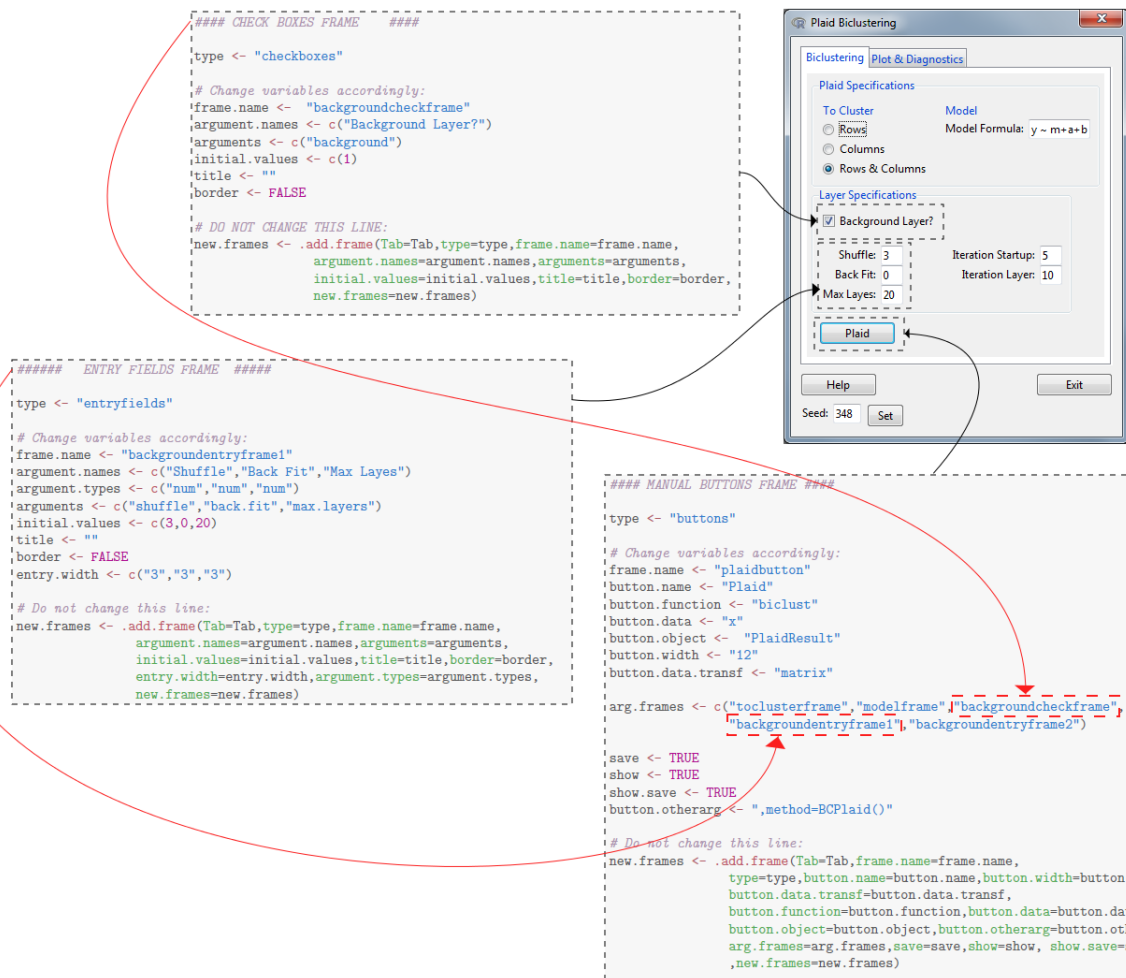 #### CHECK BOXES FRAME    ####
type <- "checkboxes"
# Change variables accordingly:
frame.name <-  "backgroundcheckframe"
argument.names <- c("Background Layer?")
arguments <- c("background")
initial.values <- c(1)
title <- ""
border <- FALSE
# DO NOT CHANGE THIS LINE:
new.frames <- .add.frame(Tab=Tab,type=type,frame.name=frame.name,
argument.names=argument.names,arguments=arguments,
initial.values=initial.values,title=title,border=border,
new.frames=new.frames)
Plaid Biclustering
Biclustering Plot & Diagnostics
Plaid Specifications
To Cluster Model
Rows Model Formula: y ~ m+a+b
Columns
Rows & Columns
Layer Specifications
Background Layer?
Shuffle: 3 Iteration Startup: 5
Back Fit: 0 Iteration Layer: 10
Max Layes: 20
Plaid
Help Exit
Seed: 348 Set
######   ENTRY FIELDS FRAME  #####
type <- "entryfields"
# Change variables accordingly:
frame.name <- "backgroundentryframe1"
argument.names <- c("Shuffle","Back Fit","Max Layes")
argument.types <- c("num","num","num")
arguments <- c("shuffle","back.fit","max.layers")
initial.values <- c(3,0,20)
title <- ""
border <- FALSE
entry.width <- c("3","3","3")
# Do not change this line:
new.frames <- .add.frame(Tab=Tab,type=type,frame.name=frame.name,
argument.names=argument.names,arguments=arguments,
initial.values=initial.values,title=title,border=border,
entry.width=entry.width,argument.types=argument.types,
new.frames=new.frames)
#### MANUAL BUTTONS FRAME ####
type <- "buttons"
# Change variables accordingly:
frame.name <- "plaidbutton"
button.name <- "Plaid"
button.function <- "biclust"
button.data <- "x"
button.object <-  "PlaidResult"
button.width <- "12"
button.data.transf <- "matrix"
arg.frames <- c("toclusterframe","modelframe","backgroundcheckframe",
"backgroundentryframe1","backgroundentryframe2")
save <- TRUE
show <- TRUE
show.save <- TRUE
button.otherarg <- ",method=BCPlaid()"
# Do not change this line:
new.frames <- .add.frame(Tab=Tab,frame.name=frame.name,
type=type,button.name=button.name,button.width=button
button.data.transf=button.data.transf,
button.function=button.function,button.data=button.da
button.object=button.object,button.otherarg=button.ot
arg.frames=arg.frames,save=save,show=show, show.save=
,new.frames=new.frames)